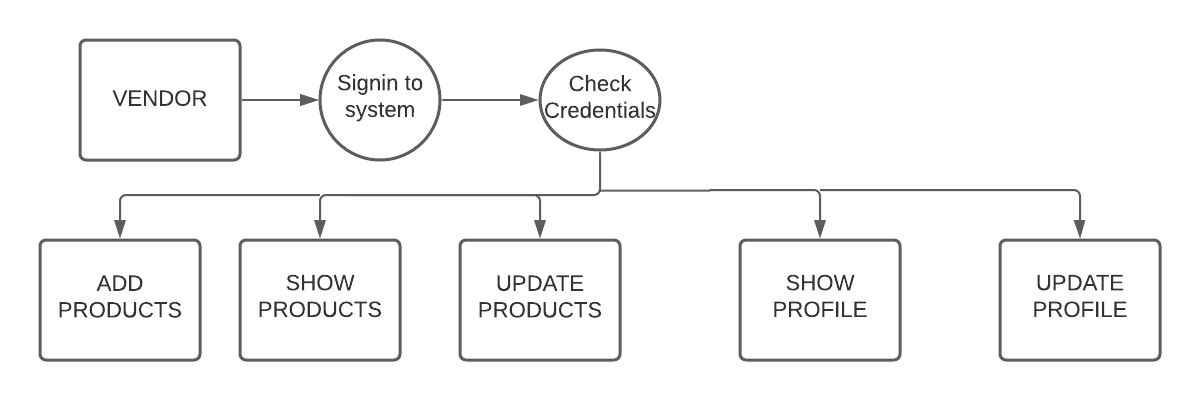 VENDOR
Signin to
system
Check
Credentials
ADD
PRODUCTS
SHOW
PRODUCTS
UPDATE
PRODUCTS
SHOW
PROFILE
UPDATE
PROFILE